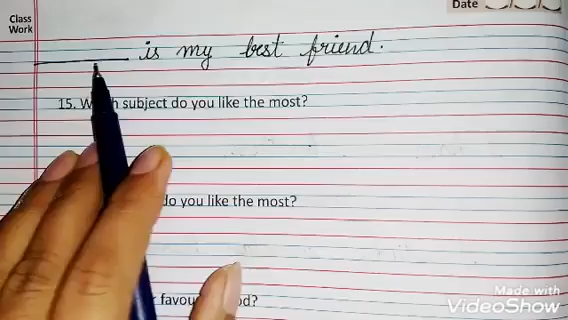 Date
Class
Work
is my best friend.
15. subject do you like the most?
do you like the most?
favou
Made with
VideoShow